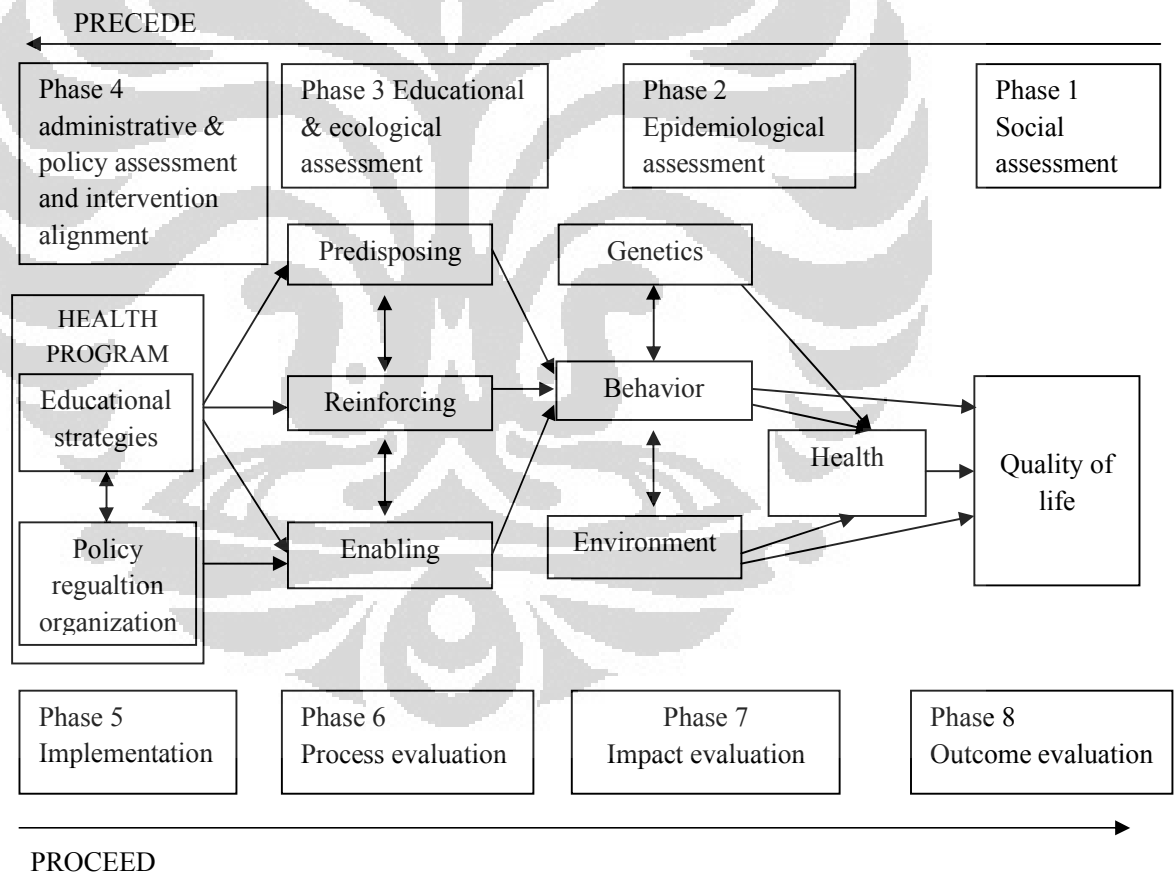 PRECEDE
Phase 4
administrative &
policy assessment
and intervention
alignment
Phase 3 Educational
& ecological
assessment
Phase 2
Epidemiological
assessment
Phase 1
Social
assessment
Predisposing
Genetics
HEALTH
PROGRAM
Educational
strategies
Reinforcing
Behavior
Health
Quality of
life
Policy
regualtion
organization
Enabling
Environment
Phase 5
Implementation
Phase 6
Process evaluation
Phase 7
Impact evaluation
Phase 8
Outcome evaluation
PROCEED